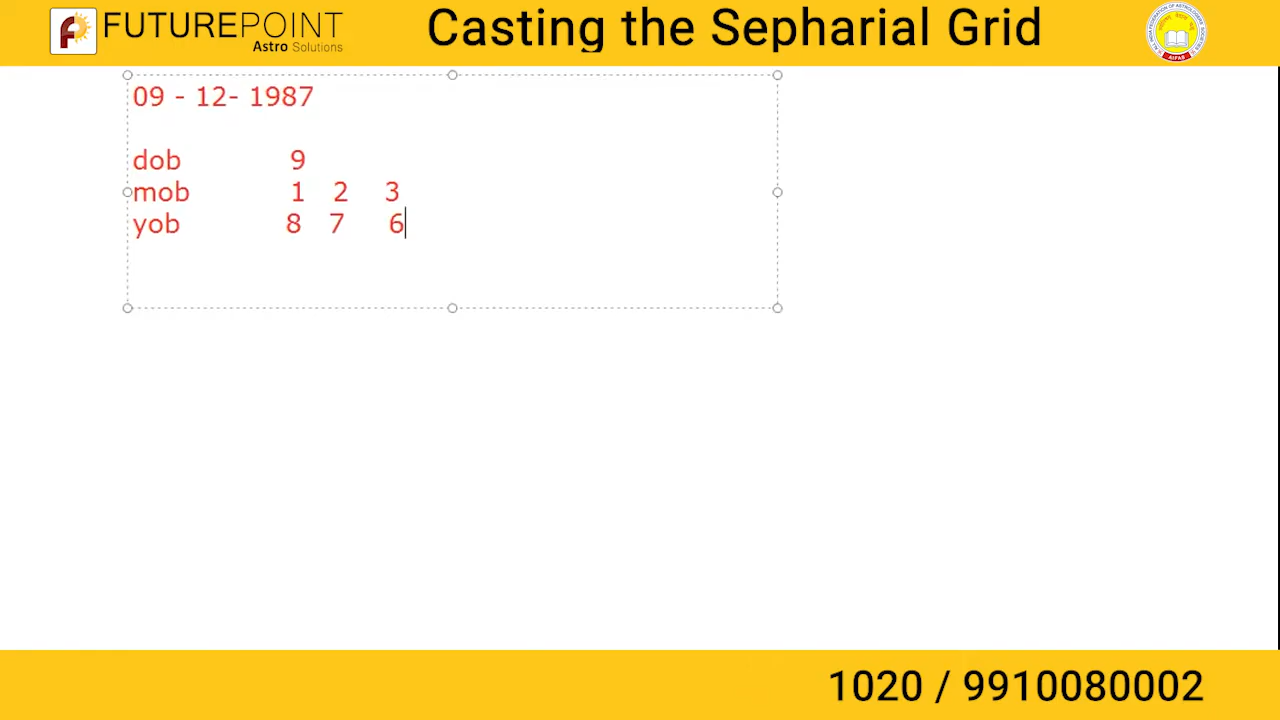 FUTUREPOINT
Astro Solutions
Casting the Sepharial Grid
AIFAS
09 - 12- 1987
dob 9
mob 1 2 3
yob 8 7 6
1020 / 9910080002